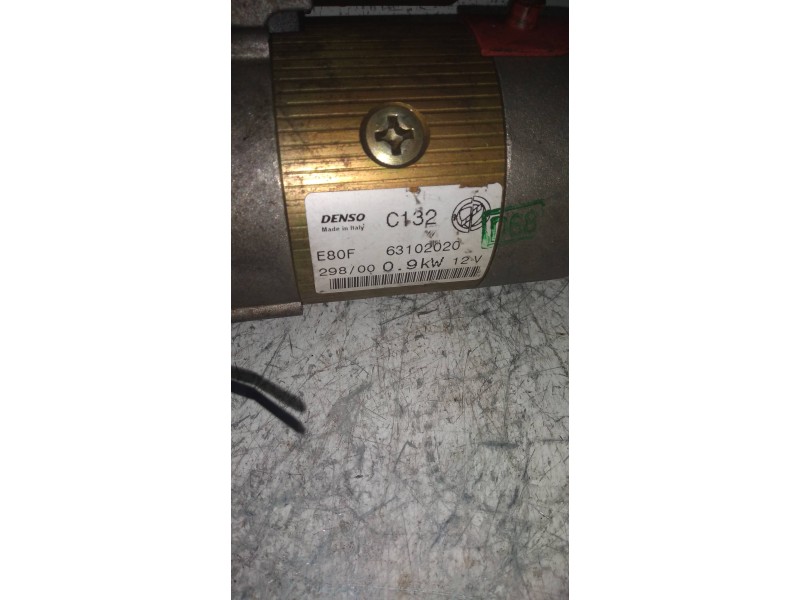 DENSO C132
Made in Italy
E80F 63102020
298/00 0.9kW 12V